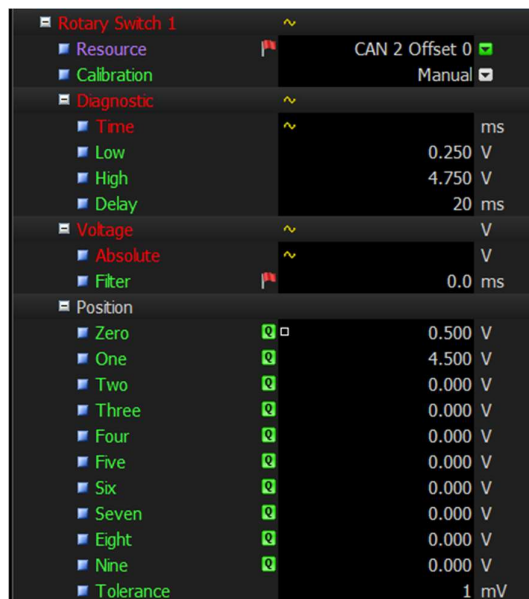 Rotary Switch 1
Resource CAN 2 Offset 0
Calibration Manual
Diagnostic
Time ms
Low 0.250 V
High 4.750 V
Delay 20 ms
Voltage V
Absolute V
Filter 0.0 ms
Position
Zero Q 0.500 V
One Q 4.500 V
Two Q 0.000 V
Three Q 0.000 V
Four Q 0.000 V
Five Q 0.000 V
Six Q 0.000 V
Seven Q 0.000 V
Eight Q 0.000 V
Nine Q 0.000 V
Tolerance 1 mV